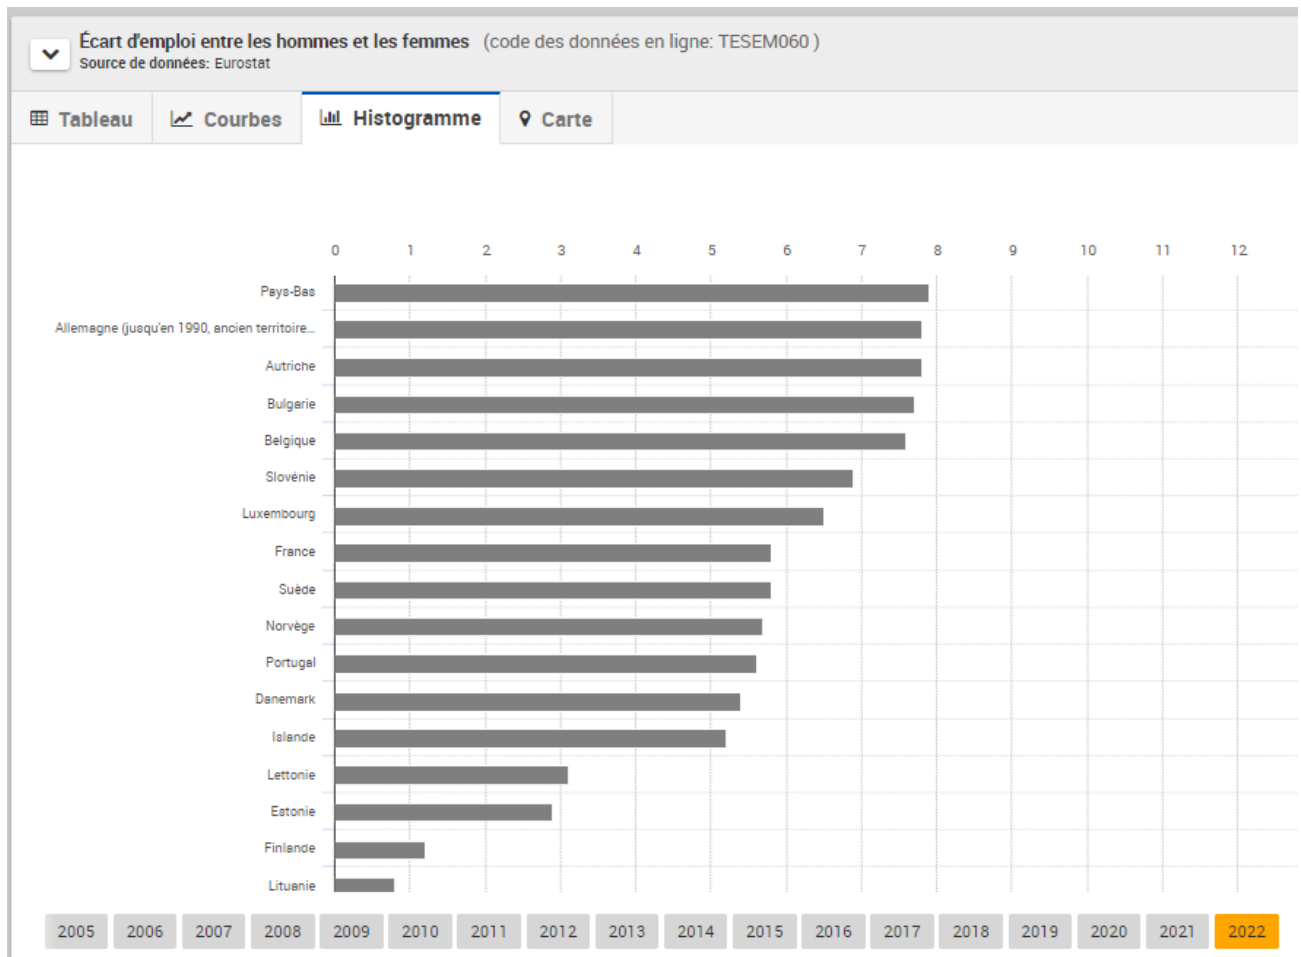 Écart d'emploi entre les hommes et les femmes (code des données en ligne: TESEM060 )
Source de données: Eurostat
Tableau Courbes Histogramme Carte
0 1 2 3 4 5 6 7 8 9 10 11 12
Pays-Bas
Allemagne (jusqu'en 1990, ancien territoire...
Autriche
Bulgarie
Belgique
Slovénie
Luxembourg
France
Suède
Norvège
Portugal
Danemark
Islande
Lettonie
Estonie
Finlande
Lituanie
2005 2006 2007 2008 2009 2010 2011 2012 2013 2014 2015 2016 2017 2018 2019 2020 2021 2022